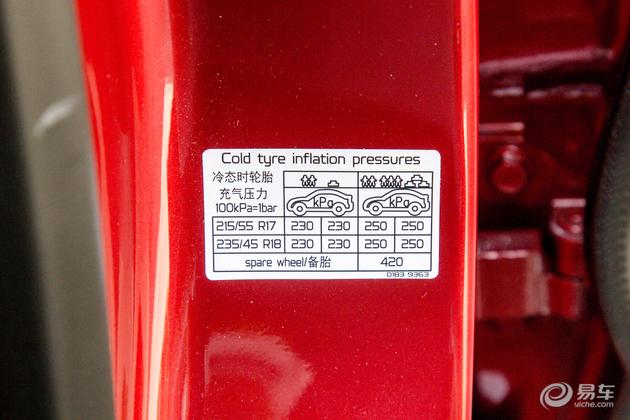 Cold tyre inflation pressures
冷态时轮胎
充气压力
100kPa=1bar
kPa kPa
215/55 R17 230 230 250 250
235/45 R18 230 230 250 250
spare wheel/备胎 420
0183 9363
易车
yiche.com